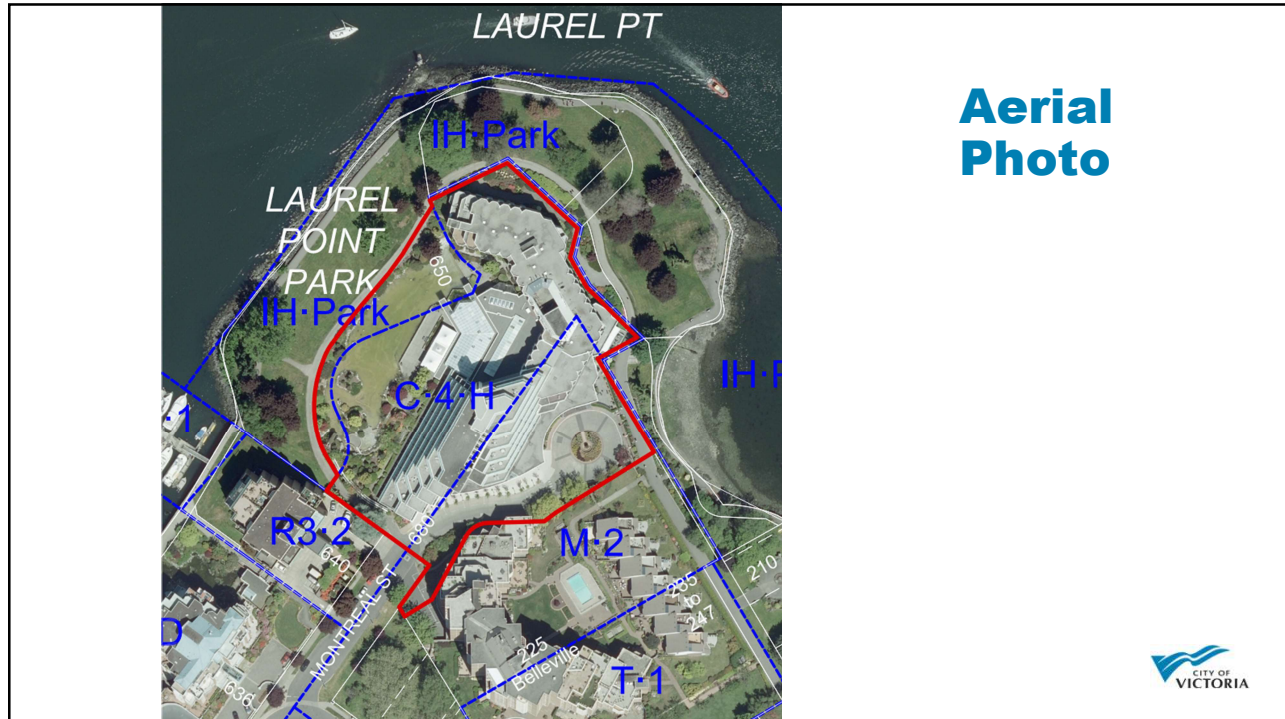 LAUREL PT
Aerial
Photo
IH·Park
LAUREL
POINT
PARK
650
IH·Park
IH·P
C·4·H
·1
680
R3·2
M·2
640
210
MONTREAL ST
235
to
247
D
225
Belleville
T·1
636
CITY OF
VICTORIA